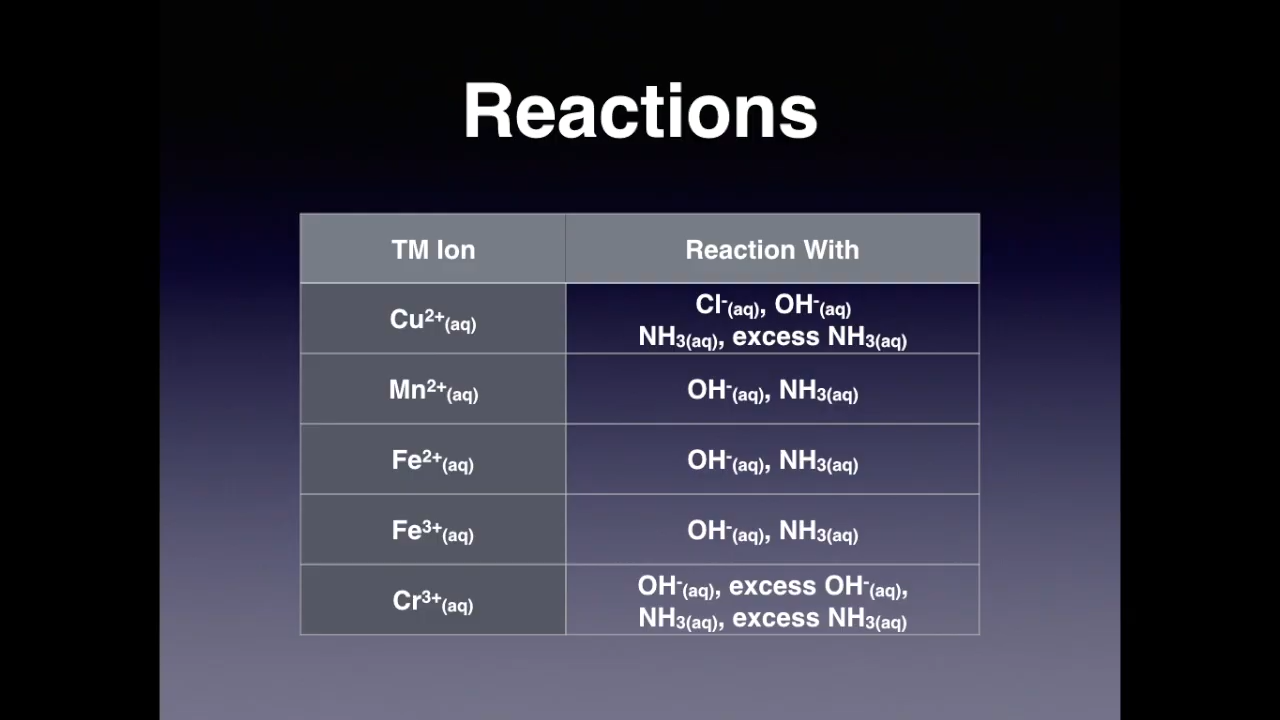 Reactions
TM Ion
Reaction With
Cu²⁺(aq)
Cl⁻(aq), OH⁻(aq)
NH₃(aq), excess NH₃(aq)
Mn²⁺(aq)
OH⁻(aq), NH₃(aq)
Fe²⁺(aq)
OH⁻(aq), NH₃(aq)
Fe³⁺(aq)
OH⁻(aq), NH₃(aq)
Cr³⁺(aq)
OH⁻(aq), excess OH⁻(aq),
NH₃(aq), excess NH₃(aq)